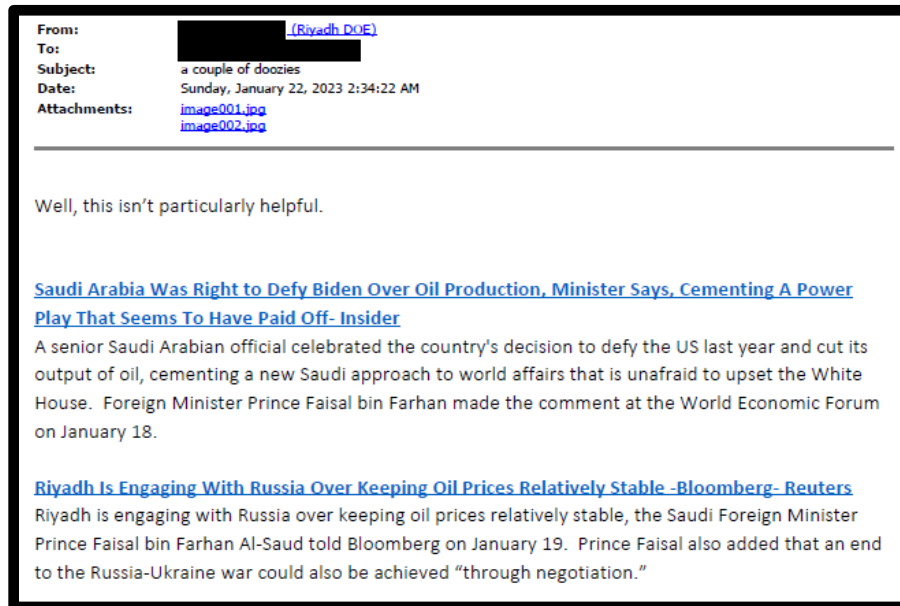 From: (Riyadh DOE)
To:
Subject: a couple of doozies
Date: Sunday, January 22, 2023 2:34:22 AM
Attachments: image001.jpg
image002.jpg
Well, this isn’t particularly helpful.
Saudi Arabia Was Right to Defy Biden Over Oil Production, Minister Says, Cementing A Power
Play That Seems To Have Paid Off- Insider
A senior Saudi Arabian official celebrated the country's decision to defy the US last year and cut its
output of oil, cementing a new Saudi approach to world affairs that is unafraid to upset the White
House.  Foreign Minister Prince Faisal bin Farhan made the comment at the World Economic Forum
on January 18.
Riyadh Is Engaging With Russia Over Keeping Oil Prices Relatively Stable -Bloomberg- Reuters
Riyadh is engaging with Russia over keeping oil prices relatively stable, the Saudi Foreign Minister
Prince Faisal bin Farhan Al-Saud told Bloomberg on January 19.  Prince Faisal also added that an end
to the Russia-Ukraine war could also be achieved “through negotiation.”